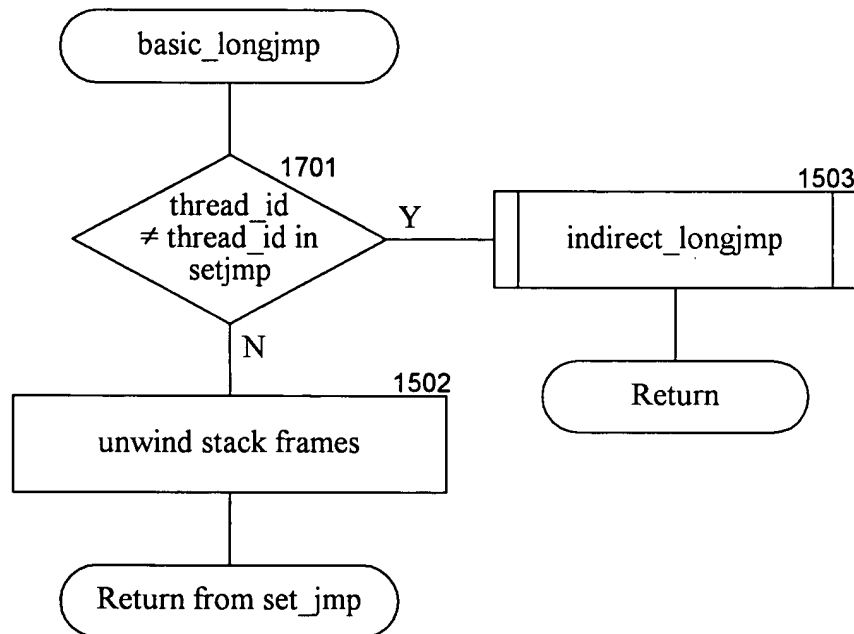 basic_longjmp
1701
thread_id
≠ thread_id in
setjmp
Y
1503
indirect_longjmp
N
Return
1502
unwind stack frames
Return from set_jmp